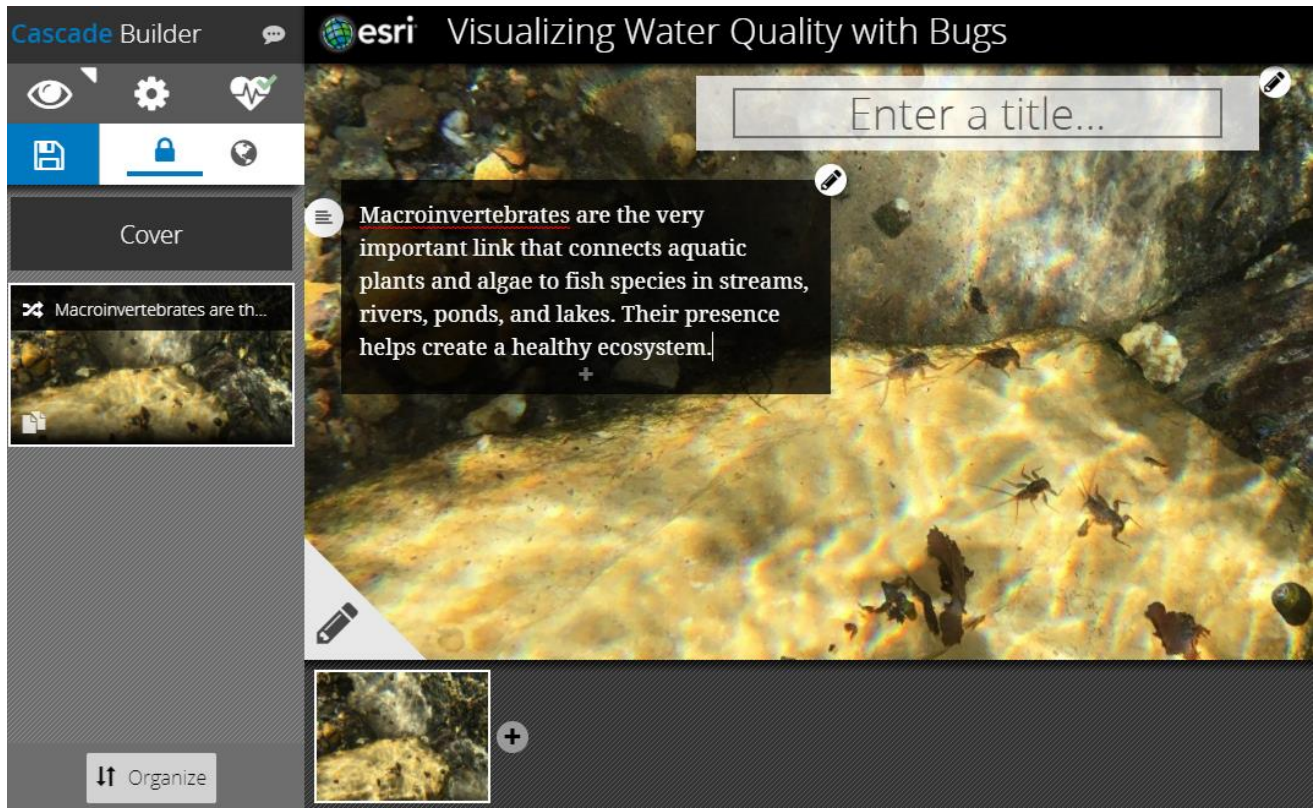 Cascade Builder
esri Visualizing Water Quality with Bugs
Enter a title...
Cover
Macroinvertebrates are th...
Macroinvertebrates are the very
important link that connects aquatic
plants and algae to fish species in streams,
rivers, ponds, and lakes. Their presence
helps create a healthy ecosystem.
Organize